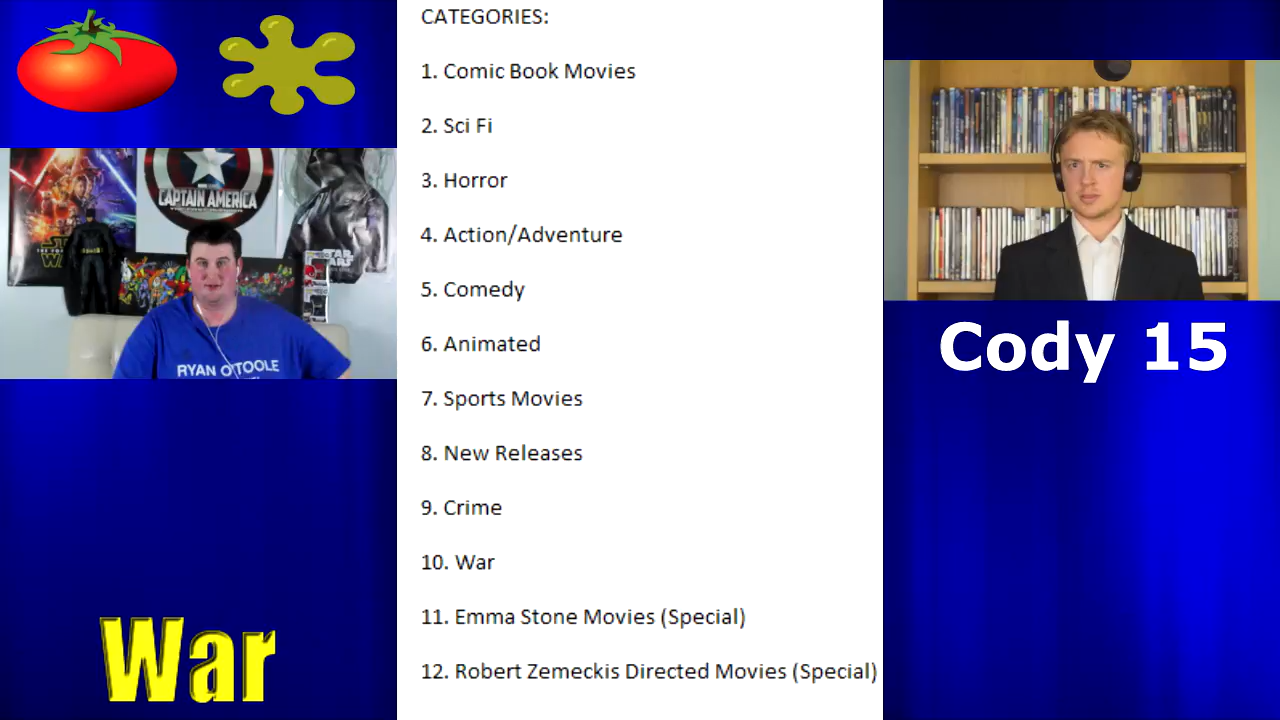 CATEGORIES:
1. Comic Book Movies
2. Sci Fi
3. Horror
4. Action/Adventure
5. Comedy
6. Animated
7. Sports Movies
8. New Releases
9. Crime
10. War
11. Emma Stone Movies (Special)
12. Robert Zemeckis Directed Movies (Special)
CAPTAIN AMERICA
STAR
WARS
RYAN O'TOOLE
War
Cody 15